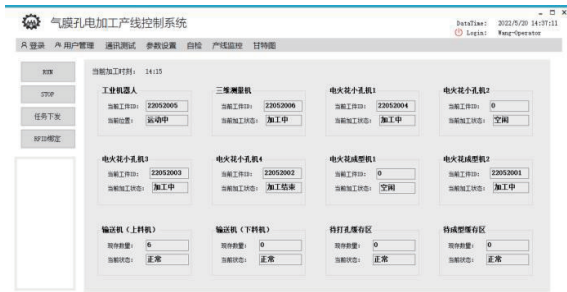 气膜孔电加工产线控制系统
DataTime: 2022/5/20 14:37:11
Login: Wang-Operator
登录 用户管理 通讯测试 参数设置 自检 产线监控 甘特图
RUN
STOP
任务下发
RFID绑定
当前加工时刻: 14:15
工业机器人 三维测量机 电火花小孔机1 电火花小孔机2
当前工件ID: 22052005 当前工件ID: 22052006 当前工件ID: 22052004 当前工件ID: 0
当前位置: 运动中 当前加工状态: 加工中 当前加工状态: 加工中 当前加工状态: 空闲
电火花小孔机3 电火花小孔机4 电火花成型机1 电火花成型机2
当前工件ID: 22052003 当前工件ID: 22052002 当前工件ID: 0 当前工件ID: 22052001
当前加工状态: 加工中 当前加工状态: 加工结束 当前加工状态: 空闲 当前加工状态: 加工中
输送机（上料机） 输送机（下料机） 待打孔缓存区 待成型缓存区
现存数量: 6 现存数量: 0 现存数量: 0 现存数量: 0
当前状态: 正常 当前状态: 正常 当前状态: 正常 当前状态: 正常